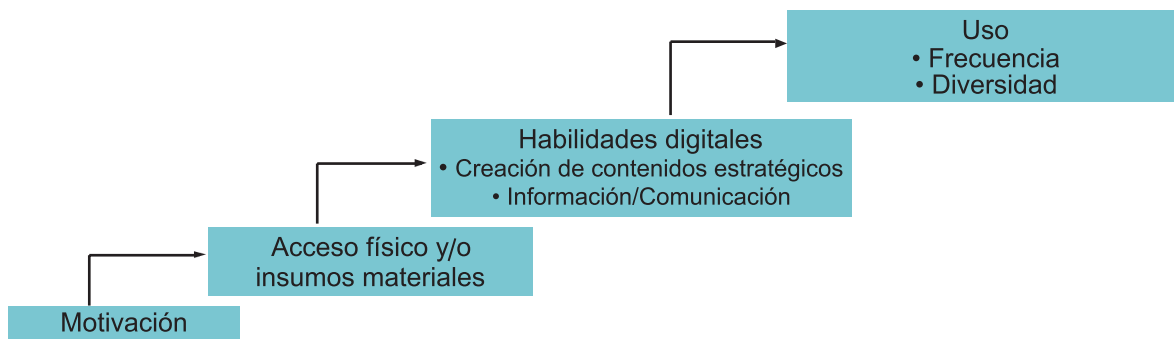 Uso
• Frecuencia
• Diversidad
Habilidades digitales
• Creación de contenidos estratégicos
• Información/Comunicación
Acceso físico y/o
insumos materiales
Motivación